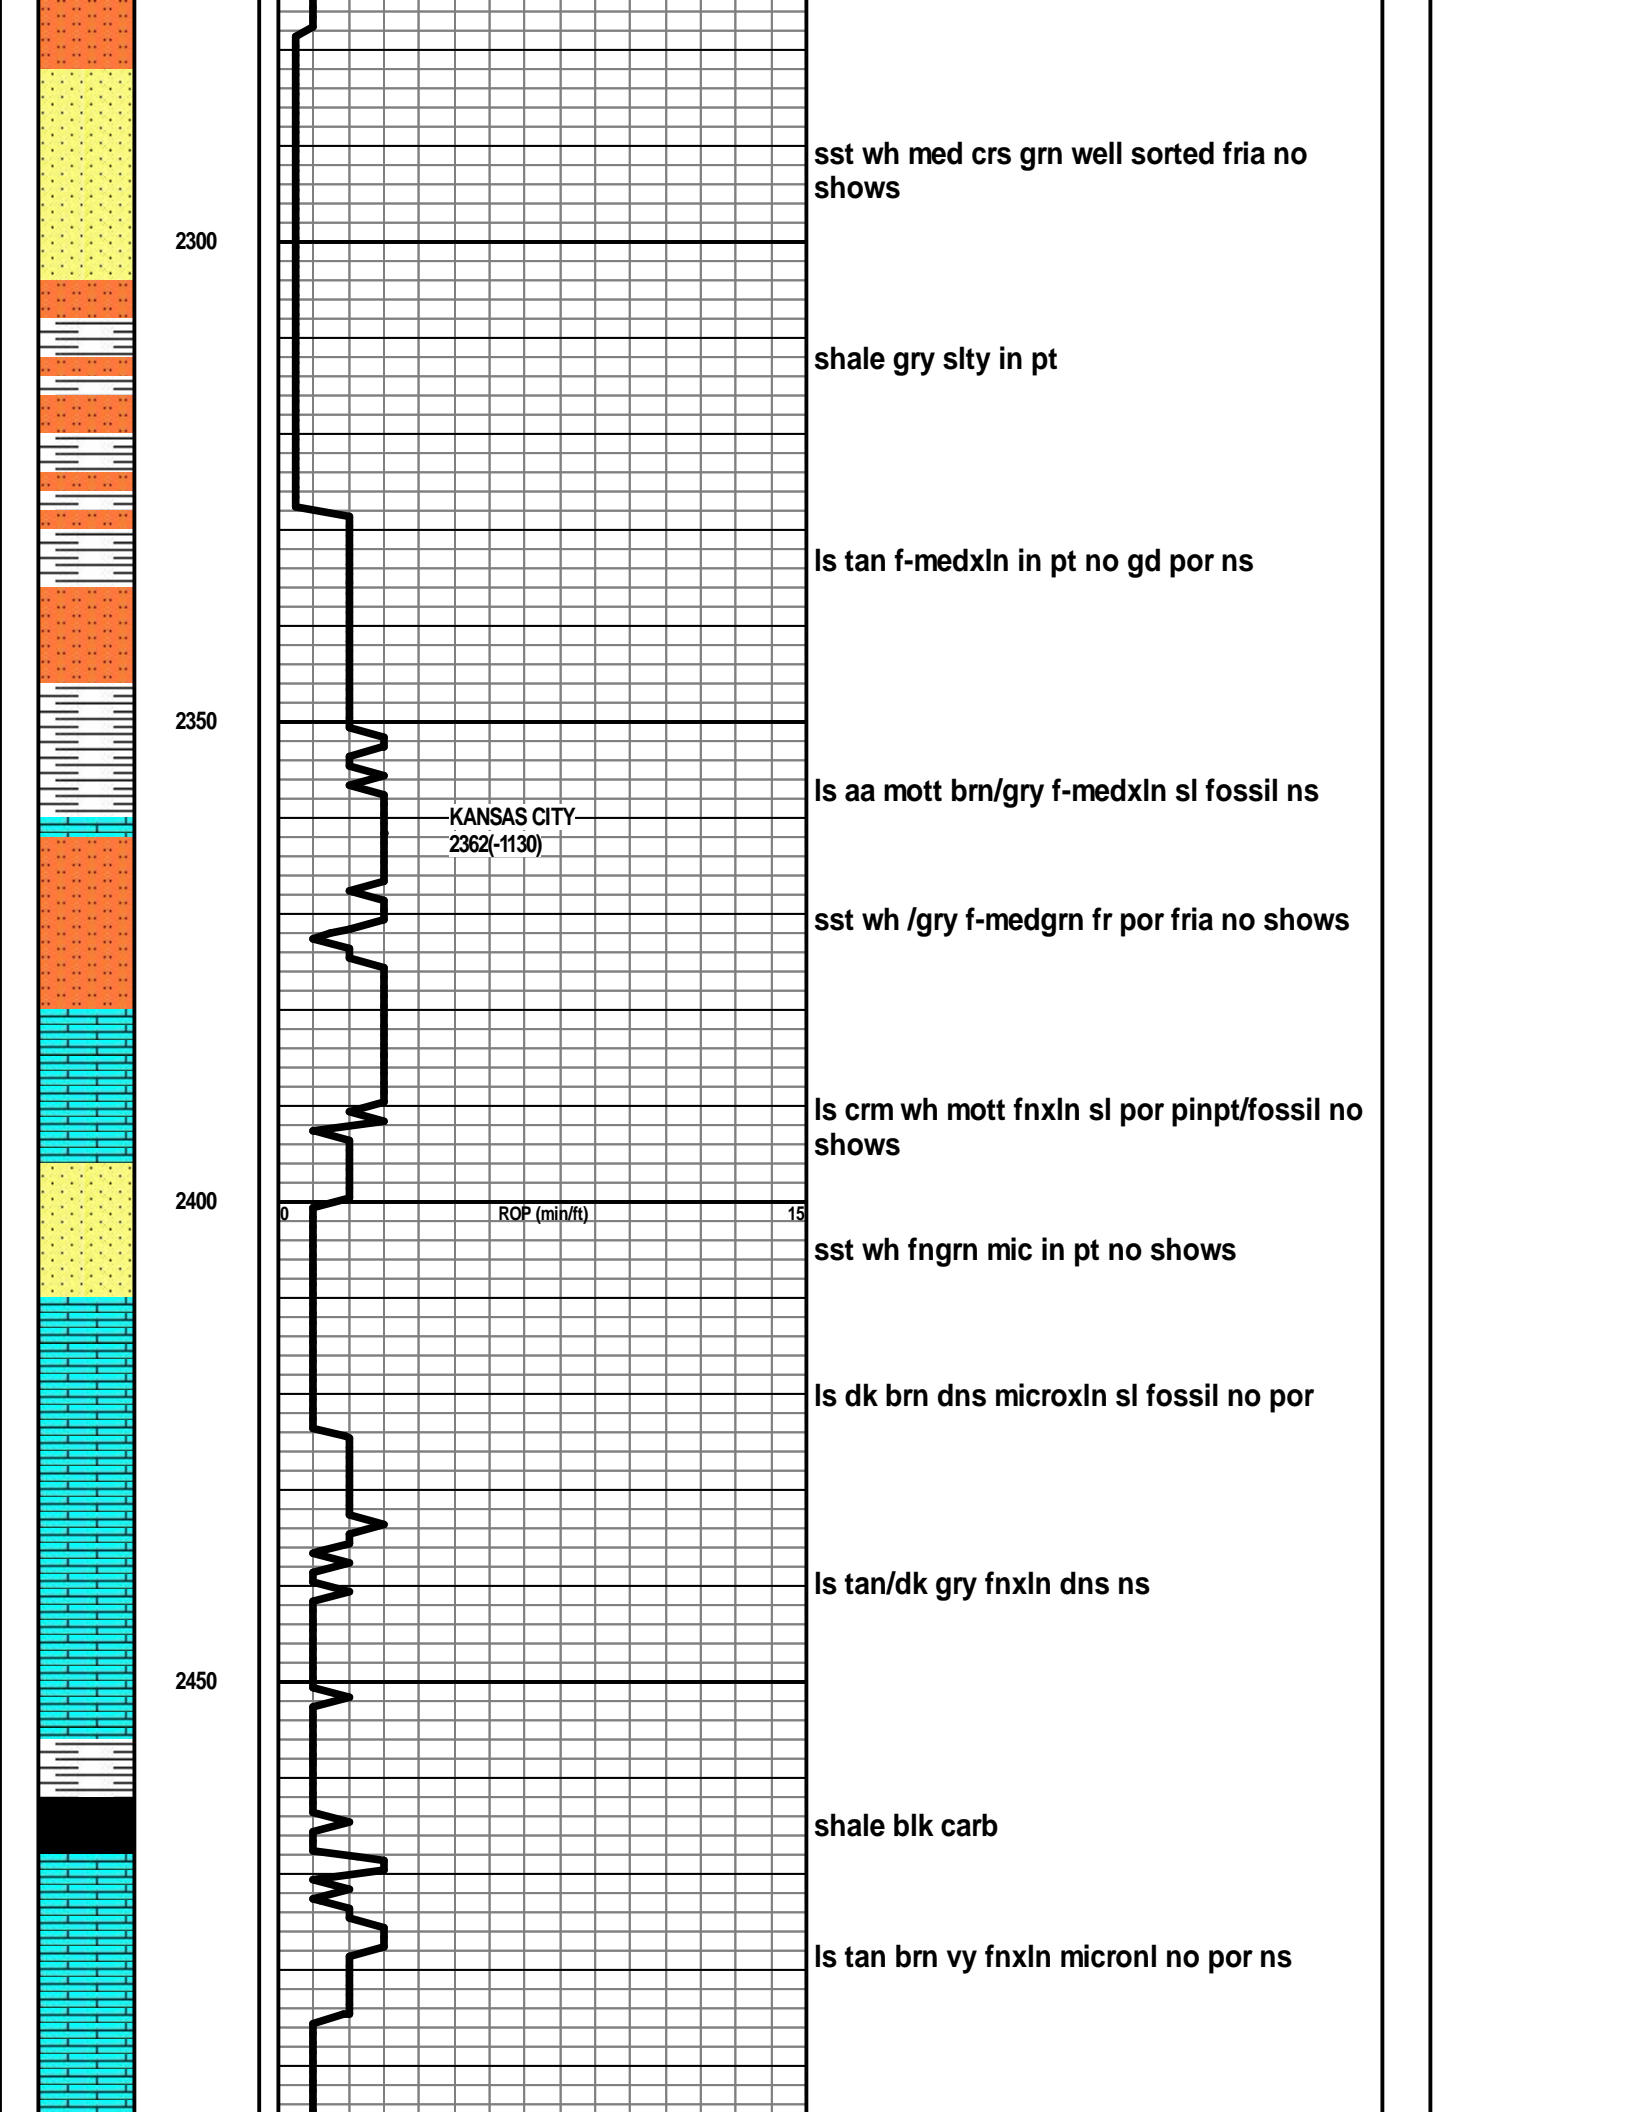 sst wh med crs grn well sorted fria no
shows
2300
shale gry slty in pt
ls tan f-medxln in pt no gd por ns
2350
ls aa mott brn/gry f-medxln sl fossil ns
KANSAS CITY
2362(-1130)
sst wh /gry f-medgrn fr por fria no shows
ls crm wh mott fnxln sl por pinpt/fossil no
shows
2400
0 ROP (min/ft) 15
sst wh fngrn mic in pt no shows
ls dk brn dns microxln sl fossil no por
ls tan/dk gry fnxln dns ns
2450
shale blk carb
ls tan brn vy fnxln micronl no por ns